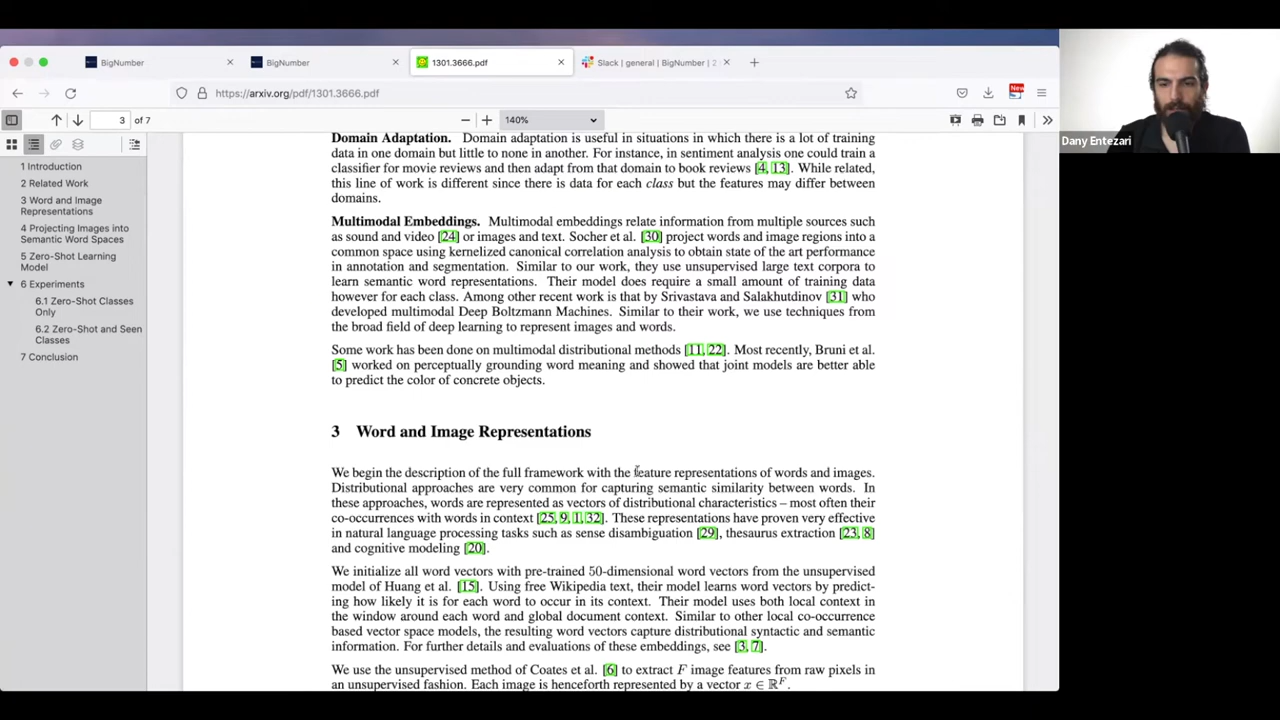 BigNumber
BigNumber
1301.3666.pdf
Slack | general | BigNumber | 2
https://arxiv.org/pdf/1301.3666.pdf
New
3 of 7
140%
1 Introduction
2 Related Work
3 Word and Image
Representations
4 Projecting Images into
Semantic Word Spaces
5 Zero-Shot Learning
Model
6 Experiments
6.1 Zero-Shot Classes
Only
6.2 Zero-Shot and Seen
Classes
7 Conclusion
Domain Adaptation. Domain adaptation is useful in situations in which there is a lot of training
data in one domain but little to none in another. For instance, in sentiment analysis one could train a
classifier for movie reviews and then adapt from that domain to book reviews [4, 13]. While related,
this line of work is different since there is data for each class but the features may differ between
domains.
Multimodal Embeddings. Multimodal embeddings relate information from multiple sources such
as sound and video [24] or images and text. Socher et al. [30] project words and image regions into a
common space using kernelized canonical correlation analysis to obtain state of the art performance
in annotation and segmentation. Similar to our work, they use unsupervised large text corpora to
learn semantic word representations. Their model does require a small amount of training data
however for each class. Among other recent work is that by Srivastava and Salakhutdinov [31] who
developed multimodal Deep Boltzmann Machines. Similar to their work, we use techniques from
the broad field of deep learning to represent images and words.
Some work has been done on multimodal distributional methods [11, 22]. Most recently, Bruni et al.
[5] worked on perceptually grounding word meaning and showed that joint models are better able
to predict the color of concrete objects.
3 Word and Image Representations
We begin the description of the full framework with the feature representations of words and images.
Distributional approaches are very common for capturing semantic similarity between words. In
these approaches, words are represented as vectors of distributional characteristics – most often their
co-occurrences with words in context [25, 9, 1, 32]. These representations have proven very effective
in natural language processing tasks such as sense disambiguation [29], thesaurus extraction [23, 8]
and cognitive modeling [20].
We initialize all word vectors with pre-trained 50-dimensional word vectors from the unsupervised
model of Huang et al. [15]. Using free Wikipedia text, their model learns word vectors by predict-
ing how likely it is for each word to occur in its context. Their model uses both local context in
the window around each word and global document context. Similar to other local co-occurrence
based vector space models, the resulting word vectors capture distributional syntactic and semantic
information. For further details and evaluations of these embeddings, see [3, 7].
We use the unsupervised method of Coates et al. [6] to extract F image features from raw pixels in
an unsupervised fashion. Each image is henceforth represented by a vector x ∈ ℝ^F.
Dany Entezari